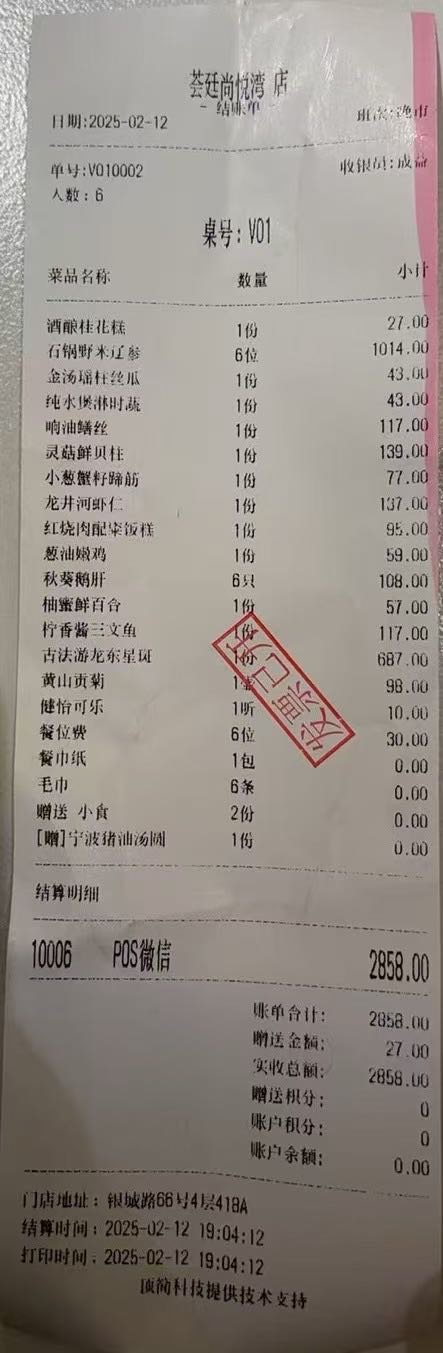 荟廷尚悦湾 店
- 结账单 -
日期:2025-02-12 班次:晚市
单号:V010002 收银员:成益
人数: 6
桌号: V01
菜品名称 数量 小计
酒酿桂花糕 1份 27.00
石锅野米辽参 6位 1014.00
金汤瑶柱丝瓜 1份 43.00
纯水煲淋时蔬 1份 43.00
响油鳝丝 1份 117.00
灵菇鲜贝柱 1份 139.00
小葱蟹籽蹄筋 1份 77.00
龙井河虾仁 1份 137.00
红烧肉配粢饭糕 1份 95.00
葱油嫩鸡 1份 59.00
秋葵鹅肝 6只 108.00
柚蜜鲜百合 1份 57.00
柠香酱三文鱼 1份 117.00
古法游龙东星斑 1份 687.00
黄山贡菊 1壶 98.00
健怡可乐 1听 10.00
餐位费 6位 30.00
餐巾纸 1包 0.00
毛巾 6条 0.00
赠送 小食 2份 0.00
[赠]宁波猪油汤圆 1份 0.00
发票已开
结算明细
10006 POS微信 2858.00
账单合计: 2858.00
赠送金额: 27.00
实收总额: 2858.00
赠送积分: 0
账户积分: 0
账户余额: 0.00
门店地址: 银城路66号4层418A
结算时间: 2025-02-12 19:04:12
打印时间: 2025-02-12 19:04:12
顶简科技提供技术支持